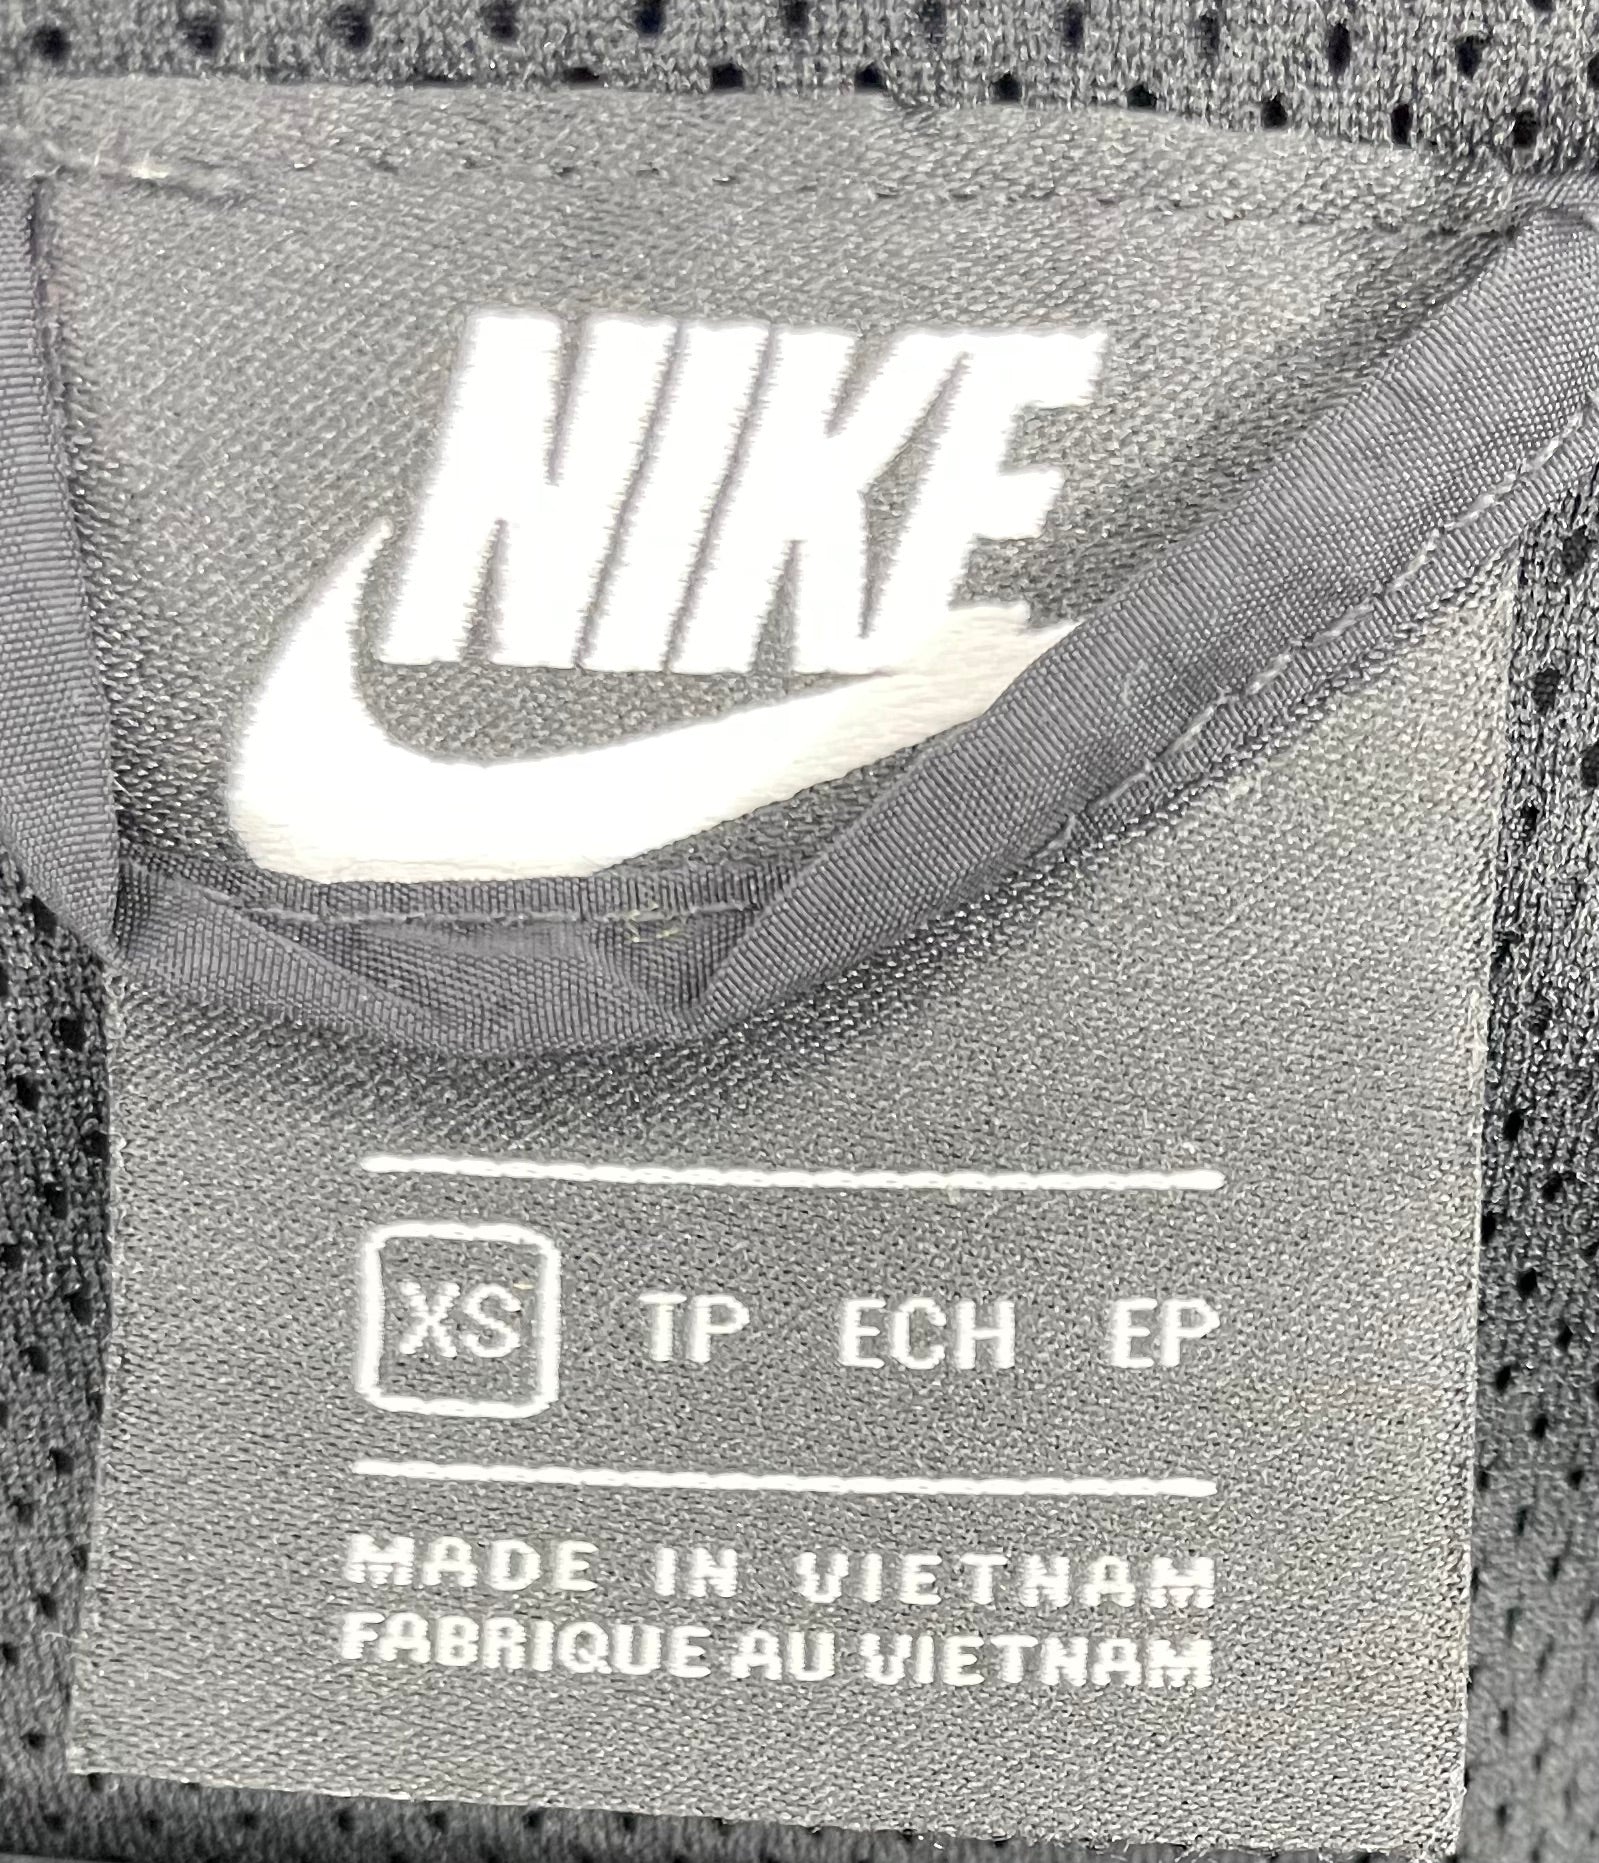 NIKE
XS TP ECH EP
MADE IN VIETNAM
FABRIQUE AU VIETNAM